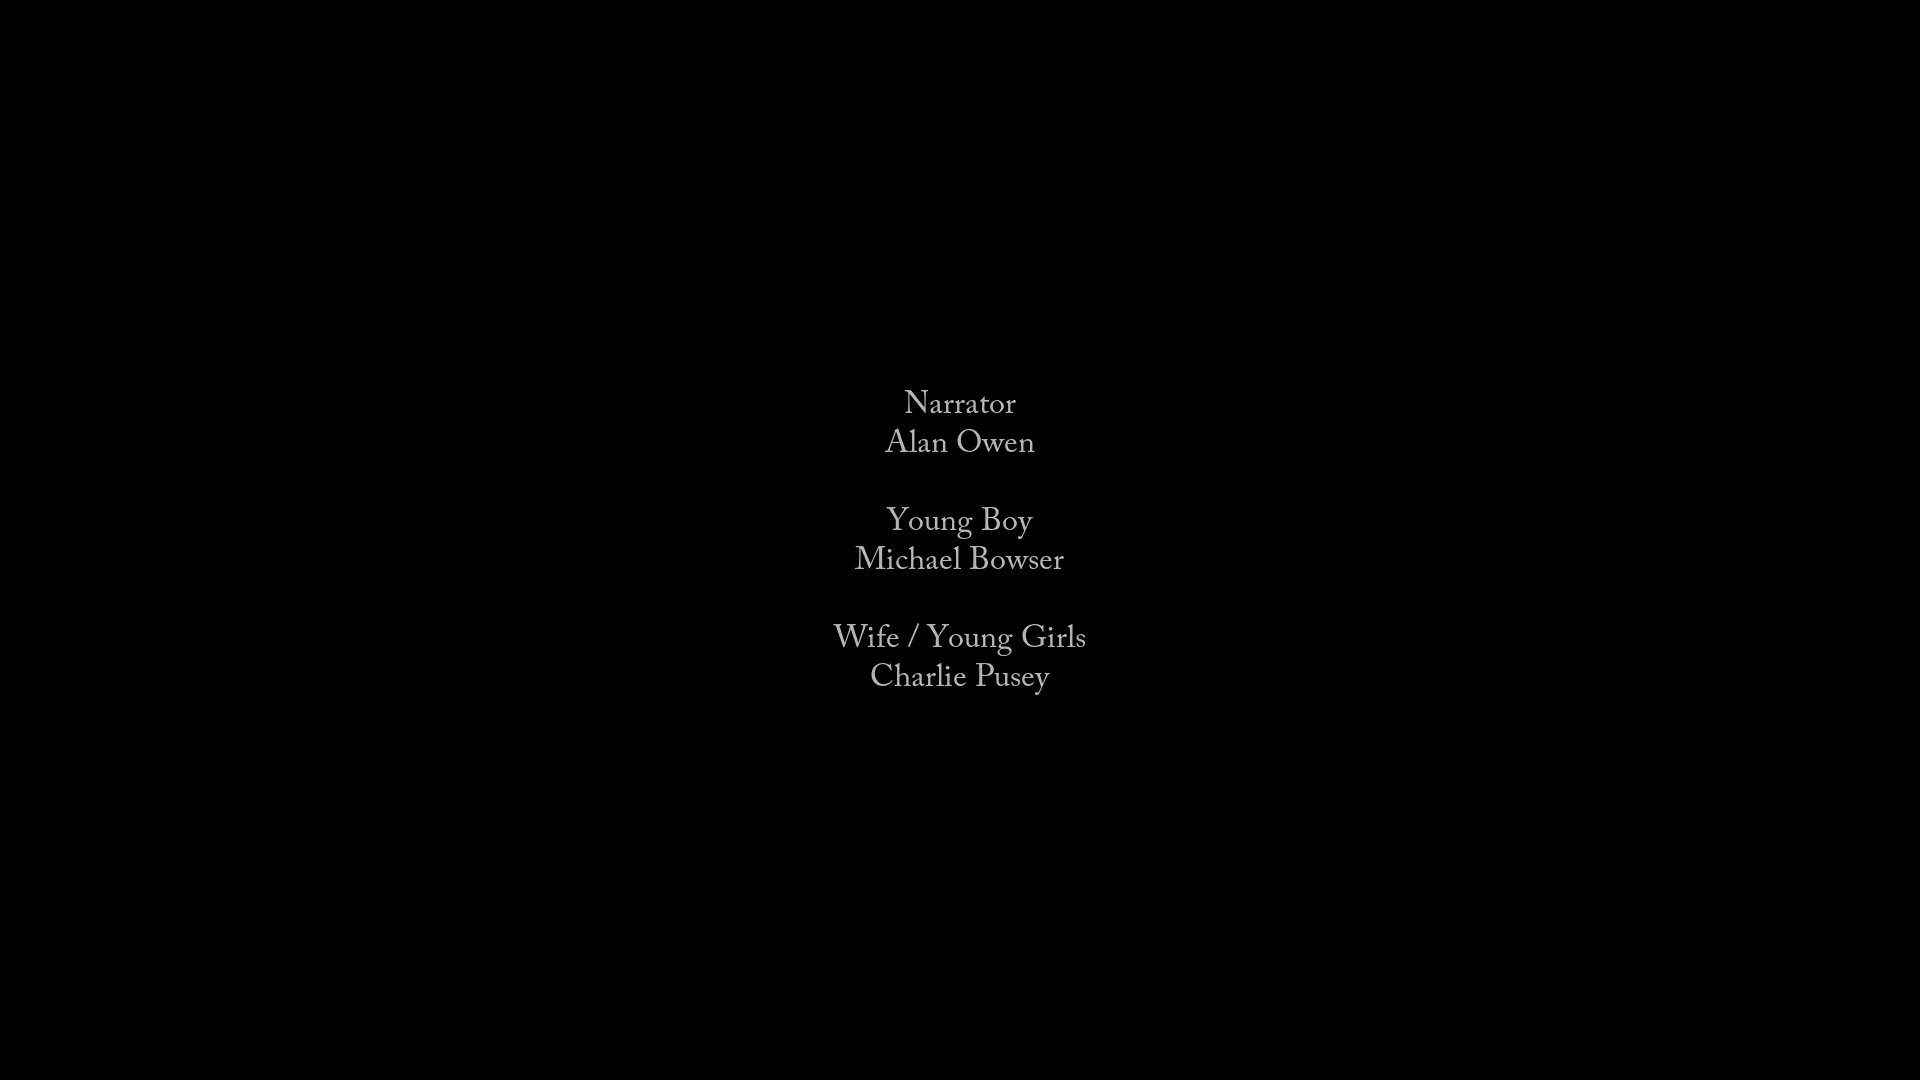 Narrator
Alan Owen
Young Boy
Michael Bowser
Wife / Young Girls
Charlie Pusey